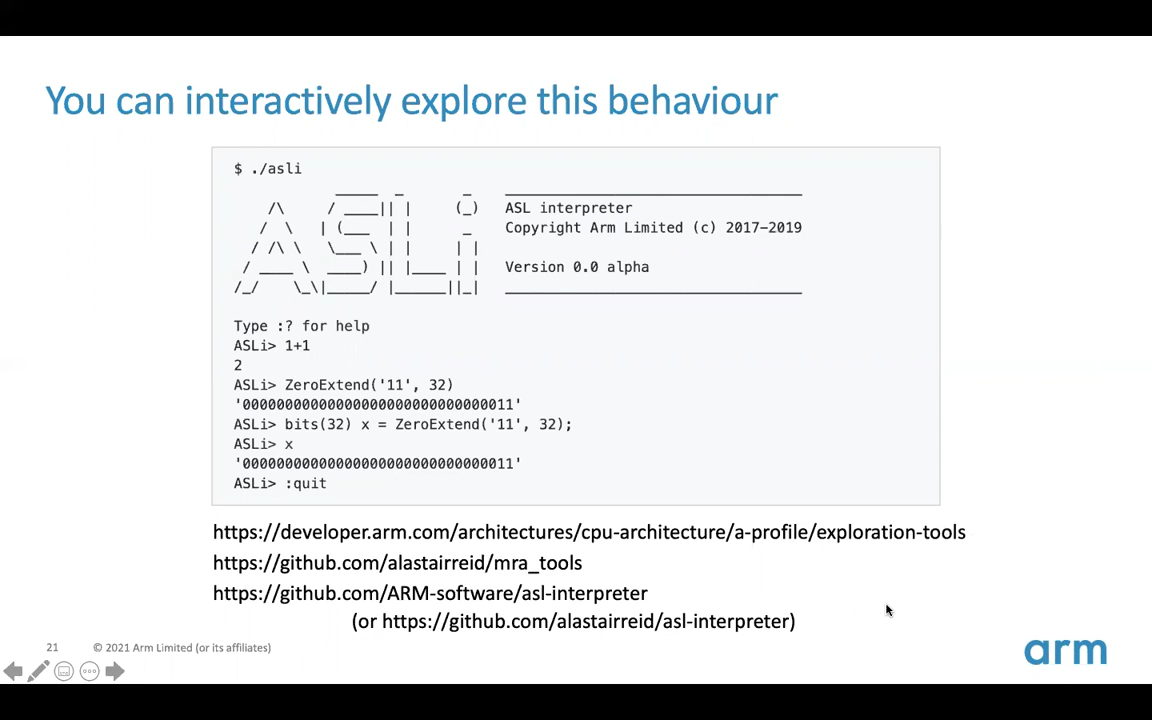 You can interactively explore this behaviour
$ ./asli
ASL interpreter
Copyright Arm Limited (c) 2017-2019
ASLi
Version 0.0 alpha
Type :? for help
ASLi> 1+1
2
ASLi> ZeroExtend('11', 32)
'00000000000000000000000000000011'
ASLi> bits(32) x = ZeroExtend('11', 32);
ASLi> x
'00000000000000000000000000000011'
ASLi> :quit
https://developer.arm.com/architectures/cpu-architecture/a-profile/exploration-tools
https://github.com/alastairreid/mra_tools
https://github.com/ARM-software/asl-interpreter
(or https://github.com/alastairreid/asl-interpreter)
21 © 2021 Arm Limited (or its affiliates)
arm